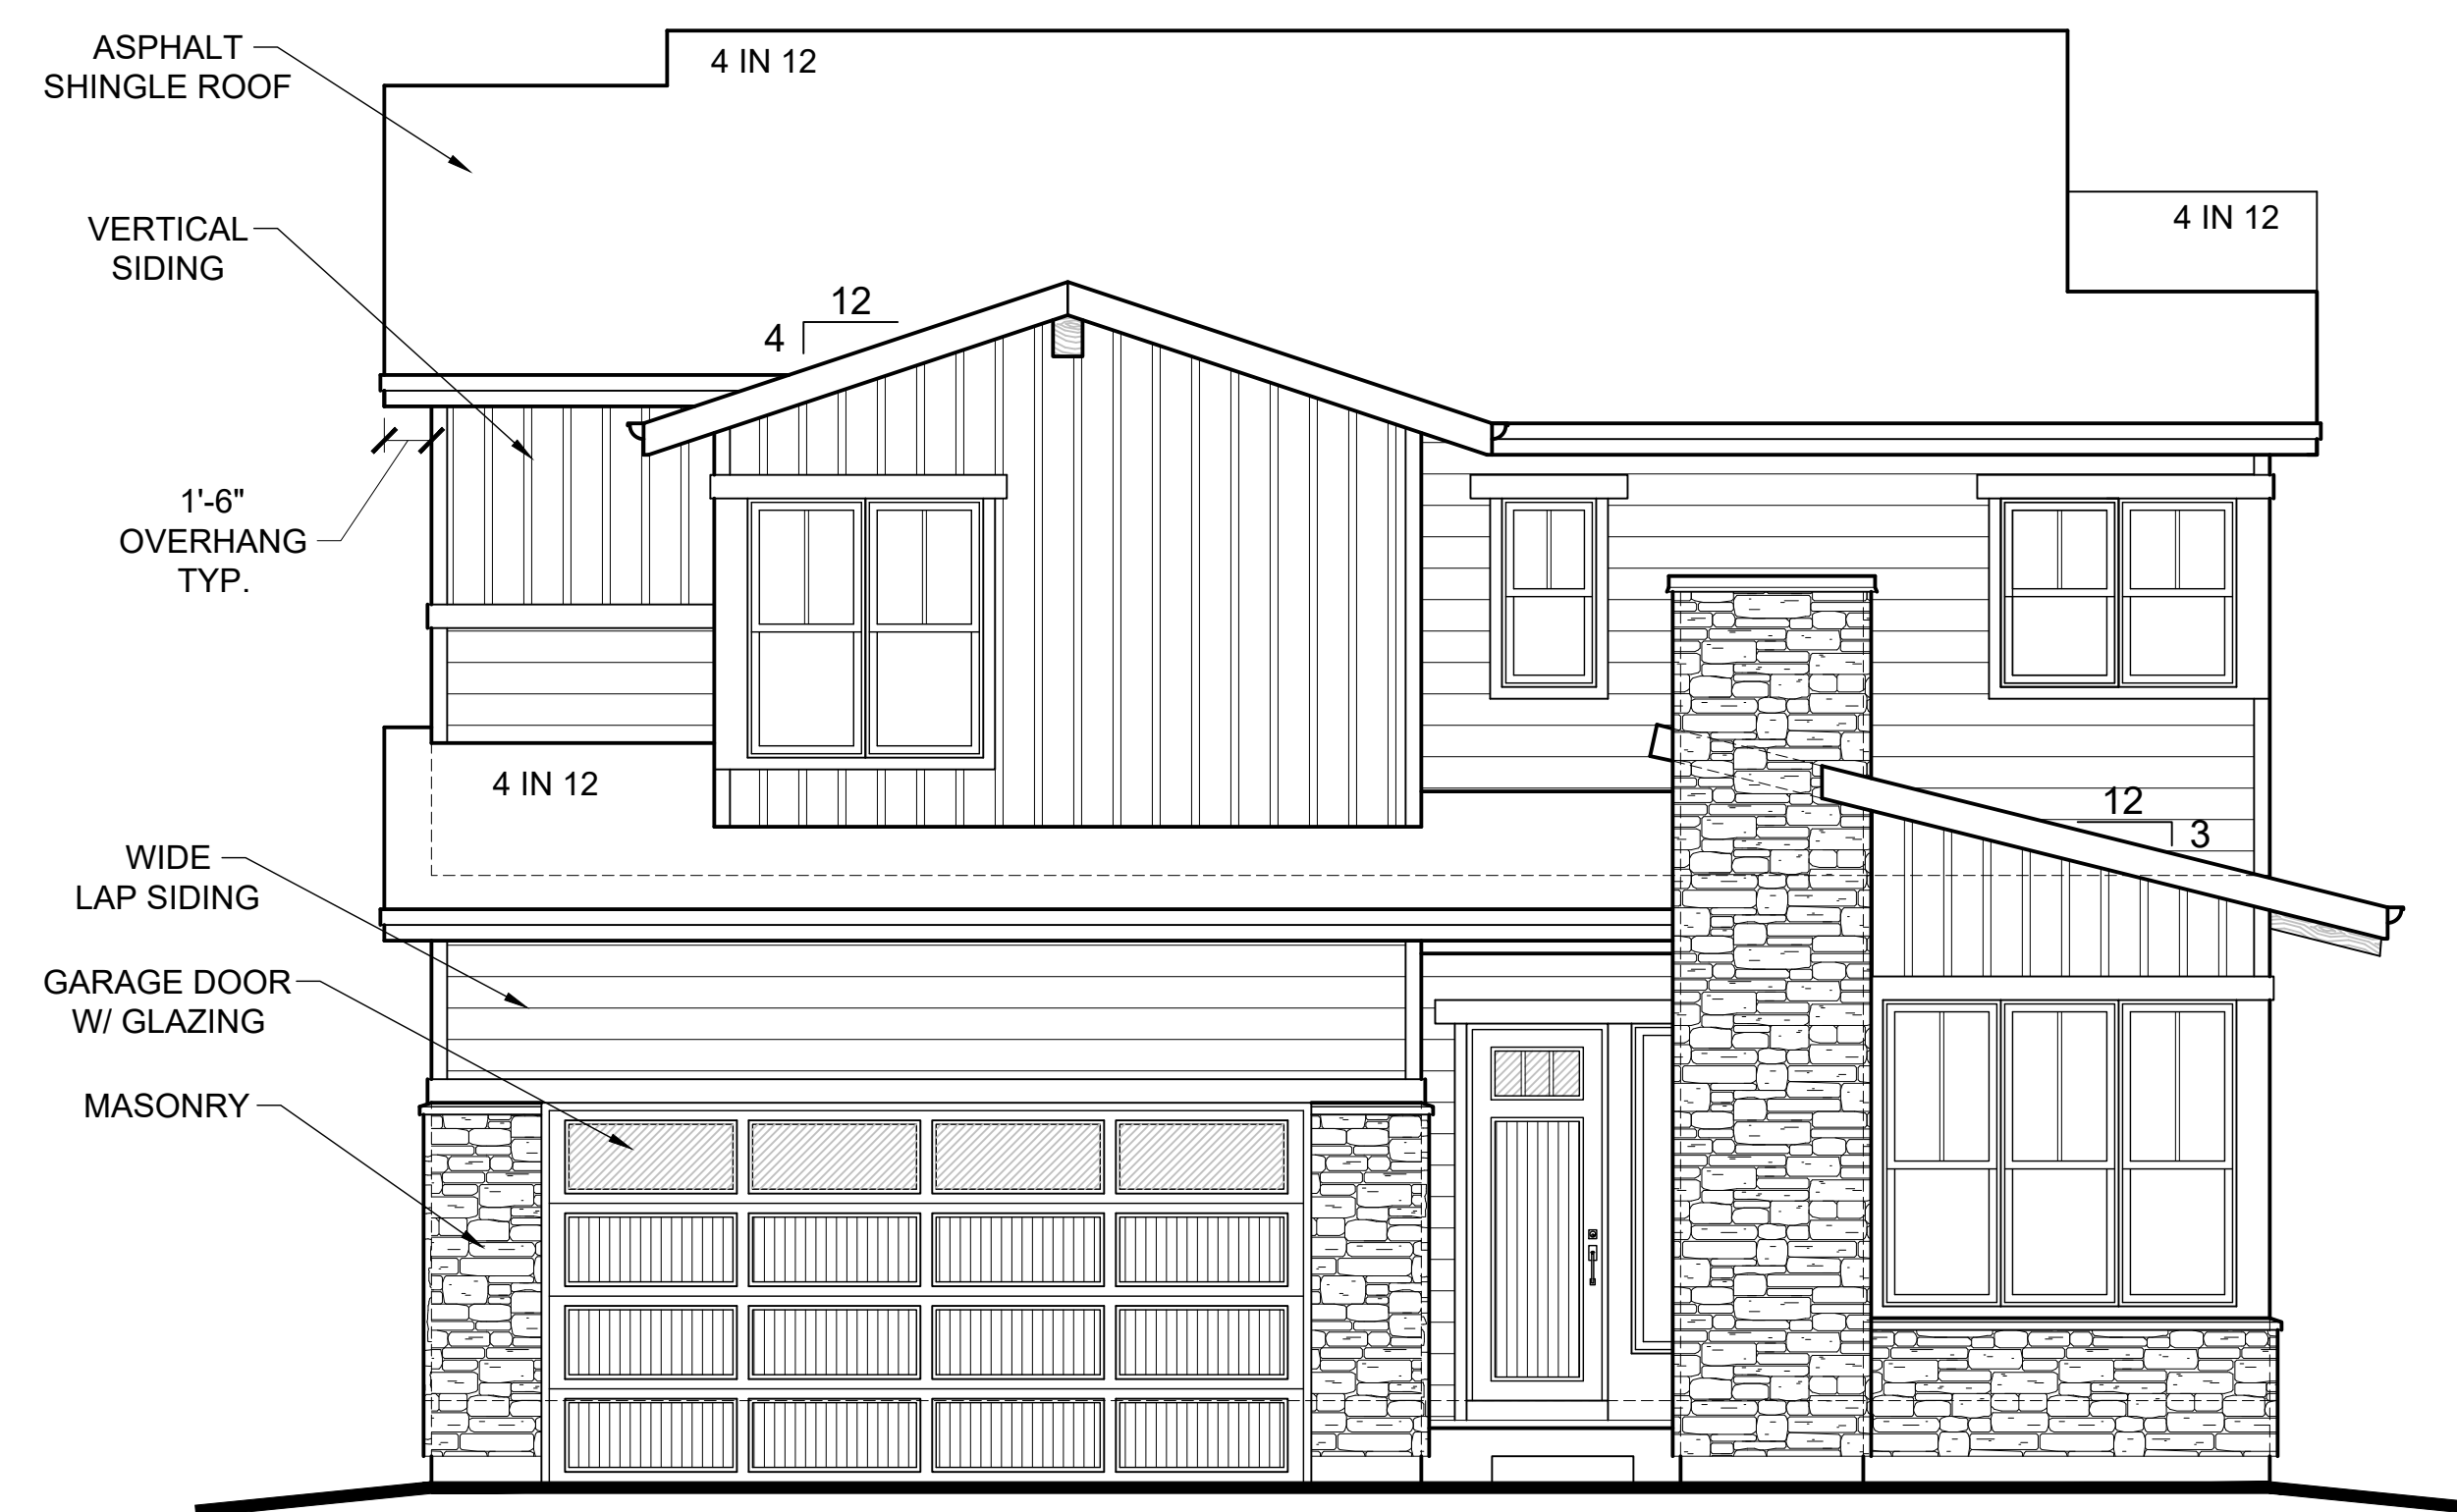 ASPHALT
SHINGLE ROOF
4 IN 12
VERTICAL
SIDING
4 IN 12
12
4
1'-6"
OVERHANG
TYP.
4 IN 12
12
3
WIDE
LAP SIDING
GARAGE DOOR
W/ GLAZING
MASONRY